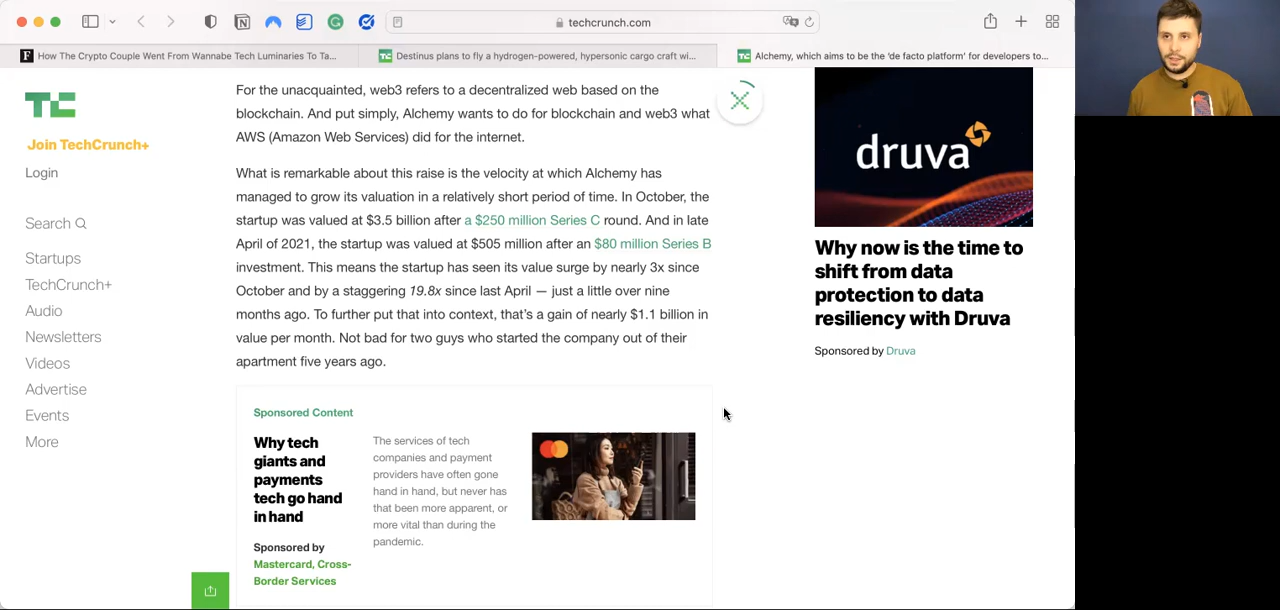 techcrunch.com
How The Crypto Couple Went From Wannabe Tech Luminaries To Ta...
Destinus plans to fly a hydrogen-powered, hypersonic cargo craft wi...
Alchemy, which aims to be the 'de facto platform' for developers to...
TC
Join TechCrunch+
Login
Search
Startups
TechCrunch+
Audio
Newsletters
Videos
Advertise
Events
More
For the unacquainted, web3 refers to a decentralized web based on the
blockchain. And put simply, Alchemy wants to do for blockchain and web3 what
AWS (Amazon Web Services) did for the internet.
What is remarkable about this raise is the velocity at which Alchemy has
managed to grow its valuation in a relatively short period of time. In October, the
startup was valued at $3.5 billion after a $250 million Series C round. And in late
April of 2021, the startup was valued at $505 million after an $80 million Series B
investment. This means the startup has seen its value surge by nearly 3x since
October and by a staggering 19.8x since last April — just a little over nine
months ago. To further put that into context, that's a gain of nearly $1.1 billion in
value per month. Not bad for two guys who started the company out of their
apartment five years ago.
Sponsored Content
Why tech
giants and
payments
tech go hand
in hand
Sponsored by
Mastercard, Cross-
Border Services
The services of tech
companies and payment
providers have often gone
hand in hand, but never has
that been more apparent, or
more vital than during the
pandemic.
druva
Why now is the time to
shift from data
protection to data
resiliency with Druva
Sponsored by Druva